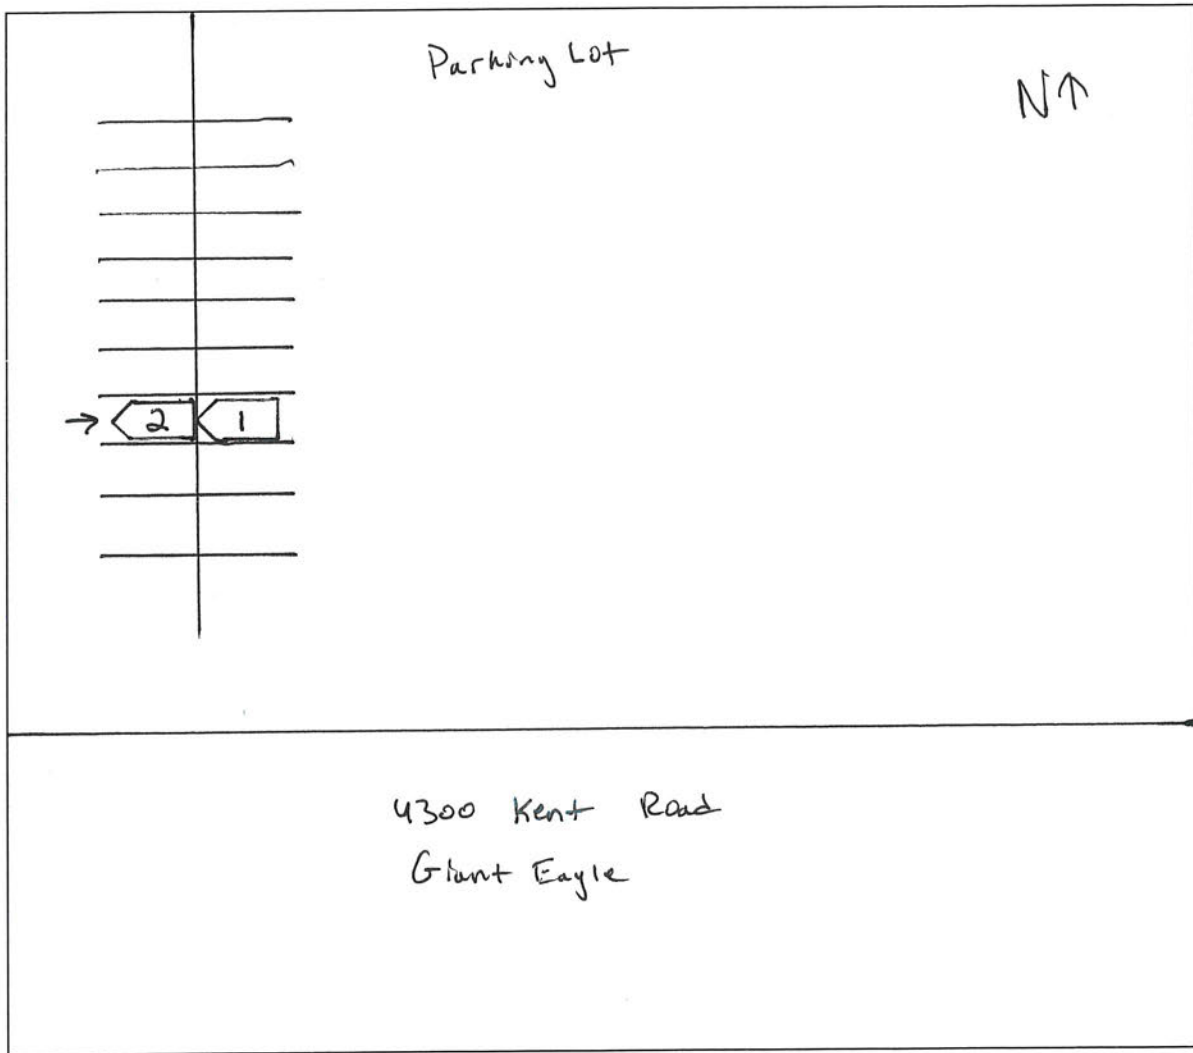 Parking Lot
N↑
→ 2 1
4300 Kent Road
Giant Eagle